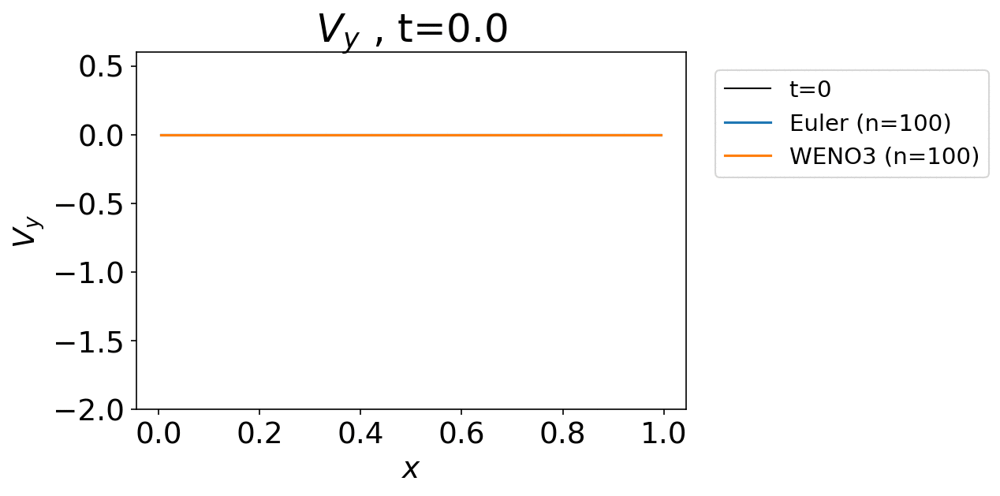 V_y , t=0.0
0.5
0.0
−0.5
−1.0
−1.5
−2.0
V_y
0.0 0.2 0.4 0.6 0.8 1.0
x
t=0
Euler (n=100)
WENO3 (n=100)